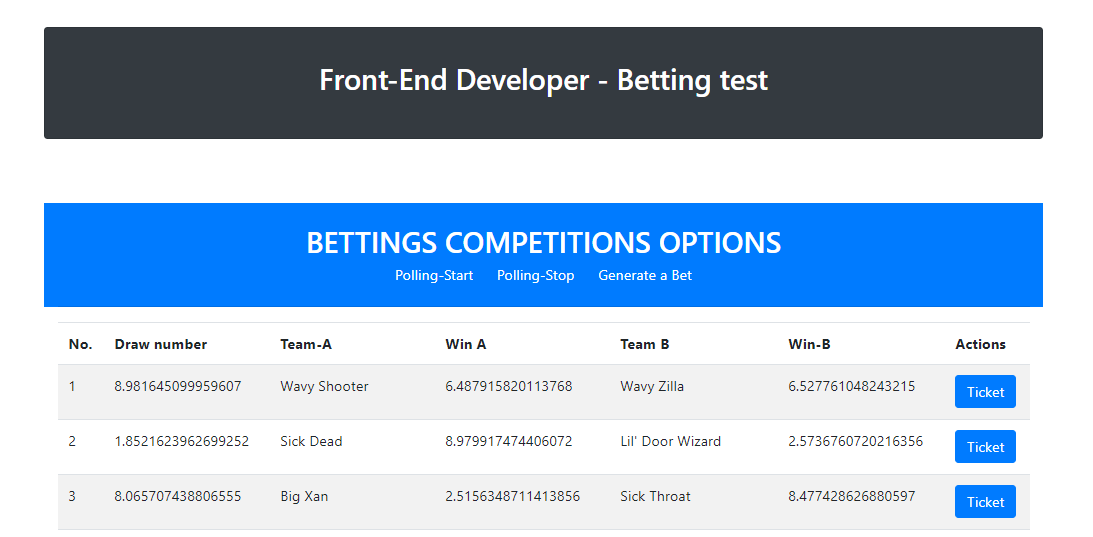 Front-End Developer - Betting test
BETTINGS COMPETITIONS OPTIONS
Polling-Start Polling-Stop Generate a Bet
No. Draw number Team-A Win A Team B Win-B Actions
1 8.981645099959607 Wavy Shooter 6.487915820113768 Wavy Zilla 6.527761048243215 Ticket
2 1.8521623962699252 Sick Dead 8.979917474406072 Lil' Door Wizard 2.5736760720216356 Ticket
3 8.065707438806555 Big Xan 2.5156348711413856 Sick Throat 8.477428626880597 Ticket